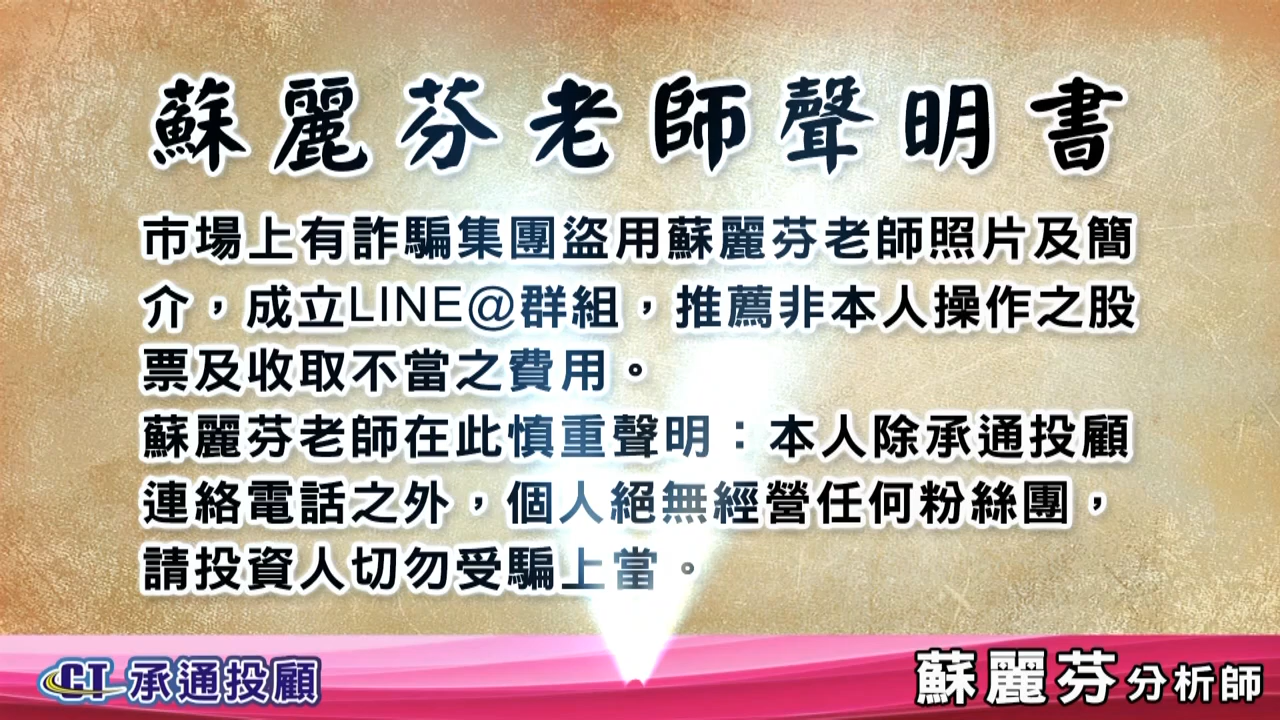 蘇麗芬老師聲明書
市場上有詐騙集團盜用蘇麗芬老師照片及簡
介，成立LINE@群組，推薦非本人操作之股
票及收取不當之費用。
蘇麗芬老師在此慎重聲明：本人除承通投顧
連絡電話之外，個人絕無經營任何粉絲團，
請投資人切勿受騙上當。
CT 承通投顧
蘇麗芬分析師